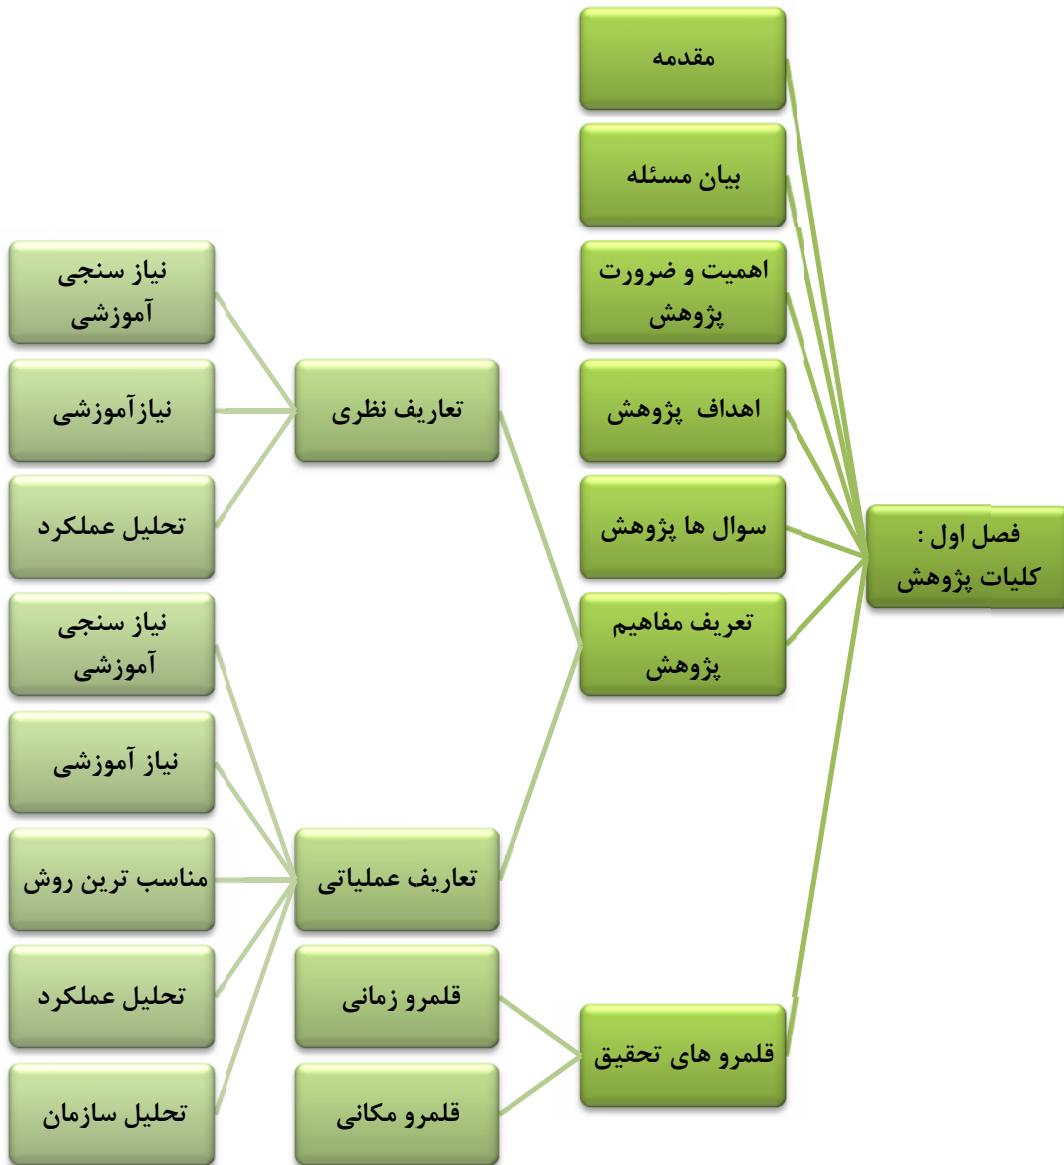 فصل اول :
کلیات پژوهش
مقدمه
بیان مسئله
اهمیت و ضرورت
پژوهش
اهداف پژوهش
سوال ها پژوهش
تعریف مفاهیم
پژوهش
تعاریف نظری
نیاز سنجی
آموزشی
نیازآموزشی
تحلیل عملکرد
تعاریف عملیاتی
نیاز سنجی
آموزشی
نیاز آموزشی
مناسب ترین روش
تحلیل عملکرد
تحلیل سازمان
قلمرو های تحقیق
قلمرو زمانی
قلمرو مکانی